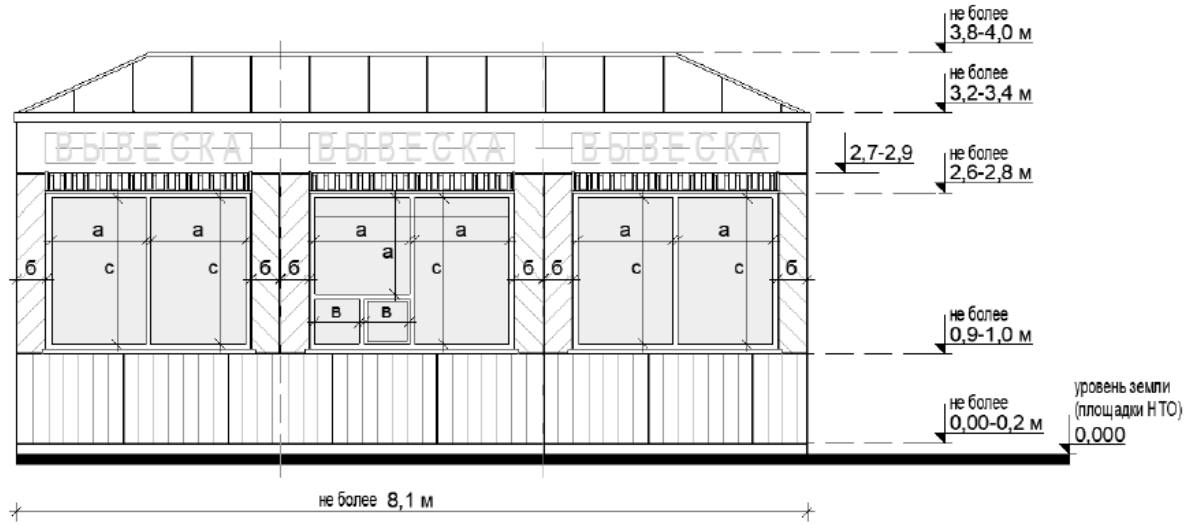 не более
3,8-4,0 м
не более
3,2-3,4 м
ВЫВЕСКА ВЫВЕСКА ВЫВЕСКА
2,7-2,9
не более
2,6-2,8 м
а а а а а а
а
б с с б б с б б с с б
в в
не более
0,9-1,0 м
уровень земли
(площадки НТО)
0,000
не более
0,00-0,2 м
не более 8,1 м